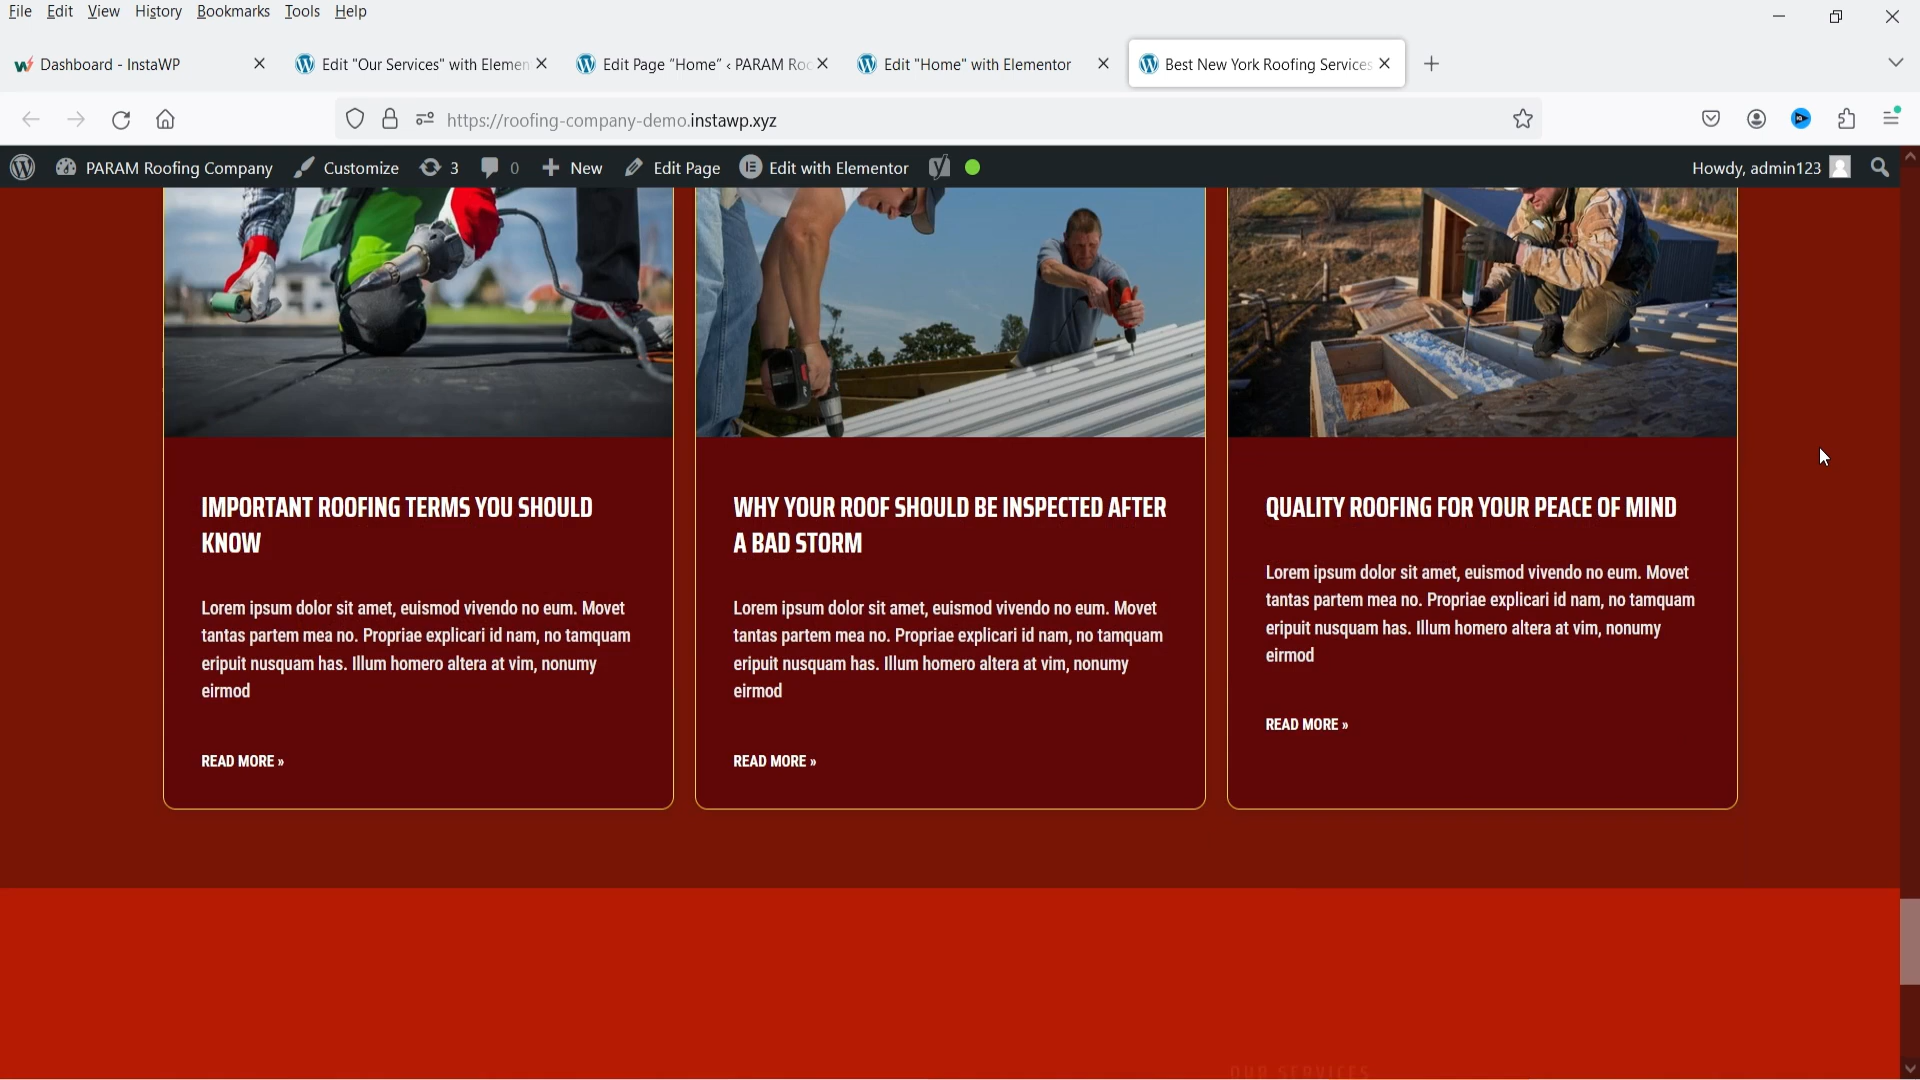 File Edit View History Bookmarks Tools Help
Dashboard - InstaWP
Edit "Our Services" with Elemen
Edit Page “Home” ‹ PARAM Roo
Edit "Home" with Elementor
Best New York Roofing Services
https://roofing-company-demo.instawp.xyz
PARAM Roofing Company Customize 3 0 New Edit Page Edit with Elementor Howdy, admin123
IMPORTANT ROOFING TERMS YOU SHOULD
KNOW
Lorem ipsum dolor sit amet, euismod vivendo no eum. Movet
tantas partem mea no. Propriae explicari id nam, no tamquam
eripuit nusquam has. Illum homero altera at vim, nonumy
eirmod
READ MORE »
WHY YOUR ROOF SHOULD BE INSPECTED AFTER
A BAD STORM
Lorem ipsum dolor sit amet, euismod vivendo no eum. Movet
tantas partem mea no. Propriae explicari id nam, no tamquam
eripuit nusquam has. Illum homero altera at vim, nonumy
eirmod
READ MORE »
QUALITY ROOFING FOR YOUR PEACE OF MIND
Lorem ipsum dolor sit amet, euismod vivendo no eum. Movet
tantas partem mea no. Propriae explicari id nam, no tamquam
eripuit nusquam has. Illum homero altera at vim, nonumy
eirmod
READ MORE »
OUR SERVICES